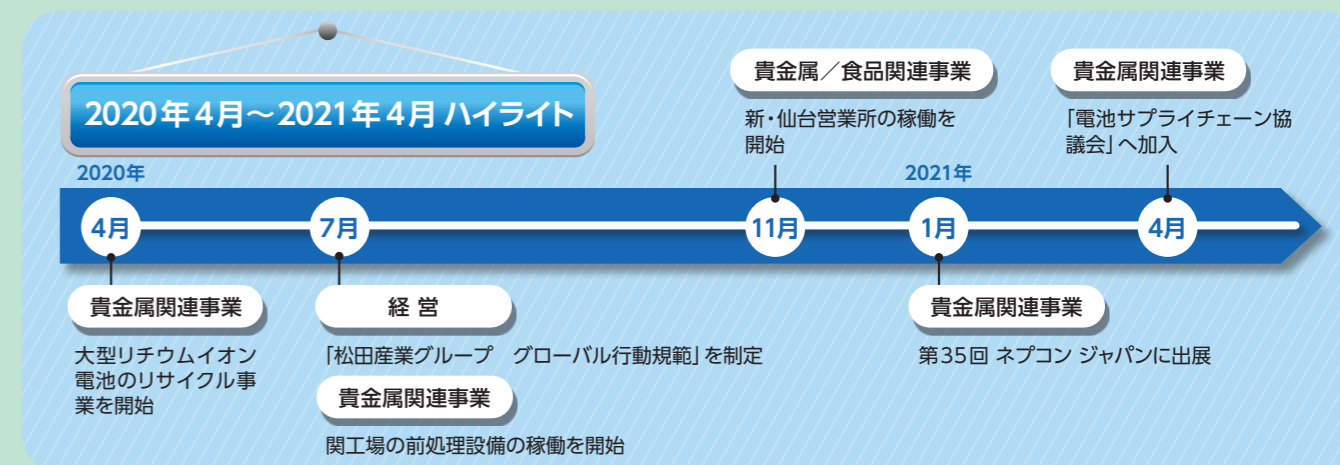 2020年4月～2021年4月 ハイライト
2020年
4月
貴金属関連事業
大型リチウムイオン
電池のリサイクル事
業を開始
7月
経 営
「松田産業グループ　グローバル行動規範」を制定
貴金属関連事業
関工場の前処理設備の稼働を開始
貴金属／食品関連事業
新・仙台営業所の稼働を
開始
11月
2021年
1月
貴金属関連事業
第35回 ネプコン ジャパンに出展
貴金属関連事業
「電池サプライチェーン協
議会」へ加入
4月